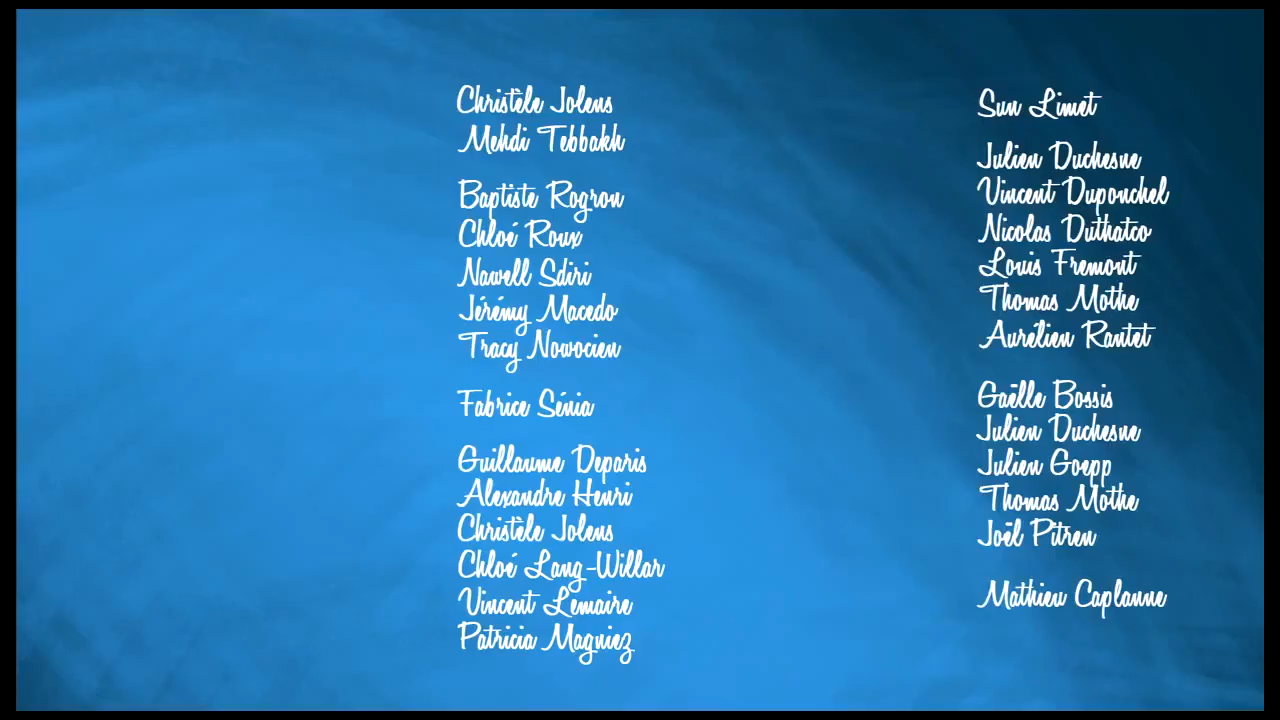 Christèle Jolens
Mehdi Tebbakh
Baptiste Rogron
Chloé Roux
Nawell Sdiri
Jérémy Macedo
Tracy Nowocien
Fabrice Sénia
Guillaume Deparis
Alexandre Henri
Christèle Jolens
Chloé Lang-Willar
Vincent Lemaire
Patricia Magniez
Sun Limet
Julien Duchesne
Vincent Duponchel
Nicolas Duthatco
Louis Fremont
Thomas Mothe
Aurélien Rantet
Gaëlle Bossis
Julien Duchesne
Julien Goepp
Thomas Mothe
Joël Pitren
Mathieu Caplanne